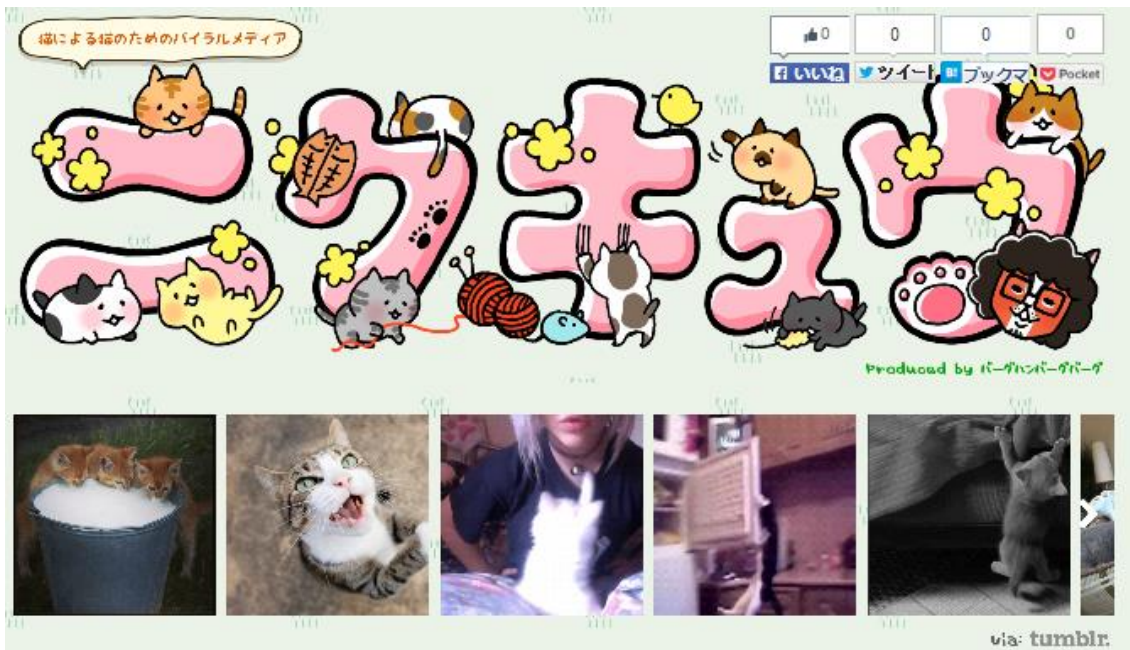 猫による猫のためのバイラルメディア
0
0
0
0
いいね
ツイート
B! ブックマ
Pocket
ニクキュウ
Produced by バーグハンバーグバーグ
via: tumblr.